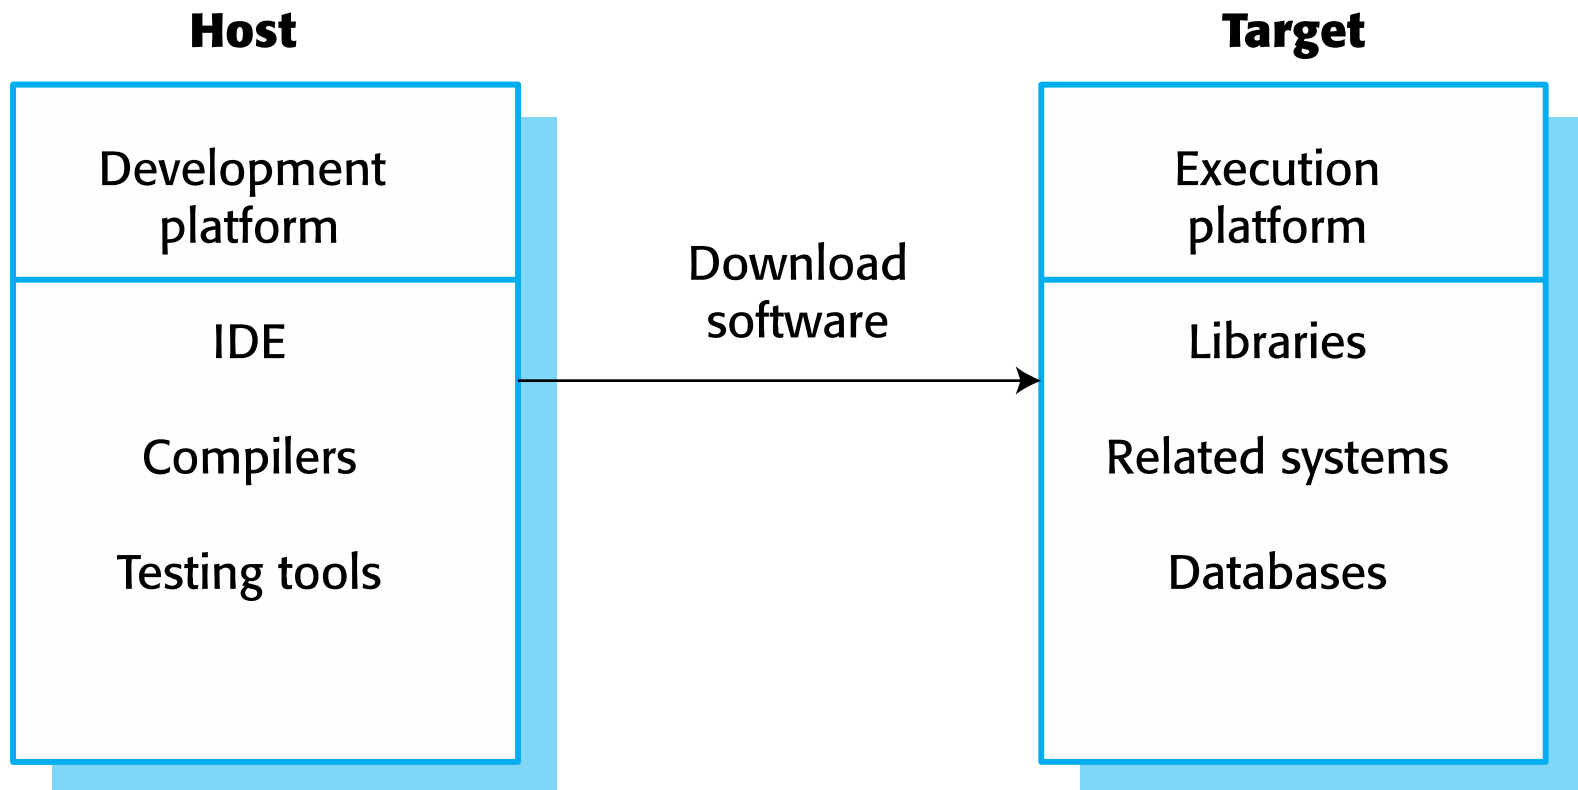 Host
Target
Development
platform
IDE
Compilers
Testing tools
Download
software
Execution
platform
Libraries
Related systems
Databases